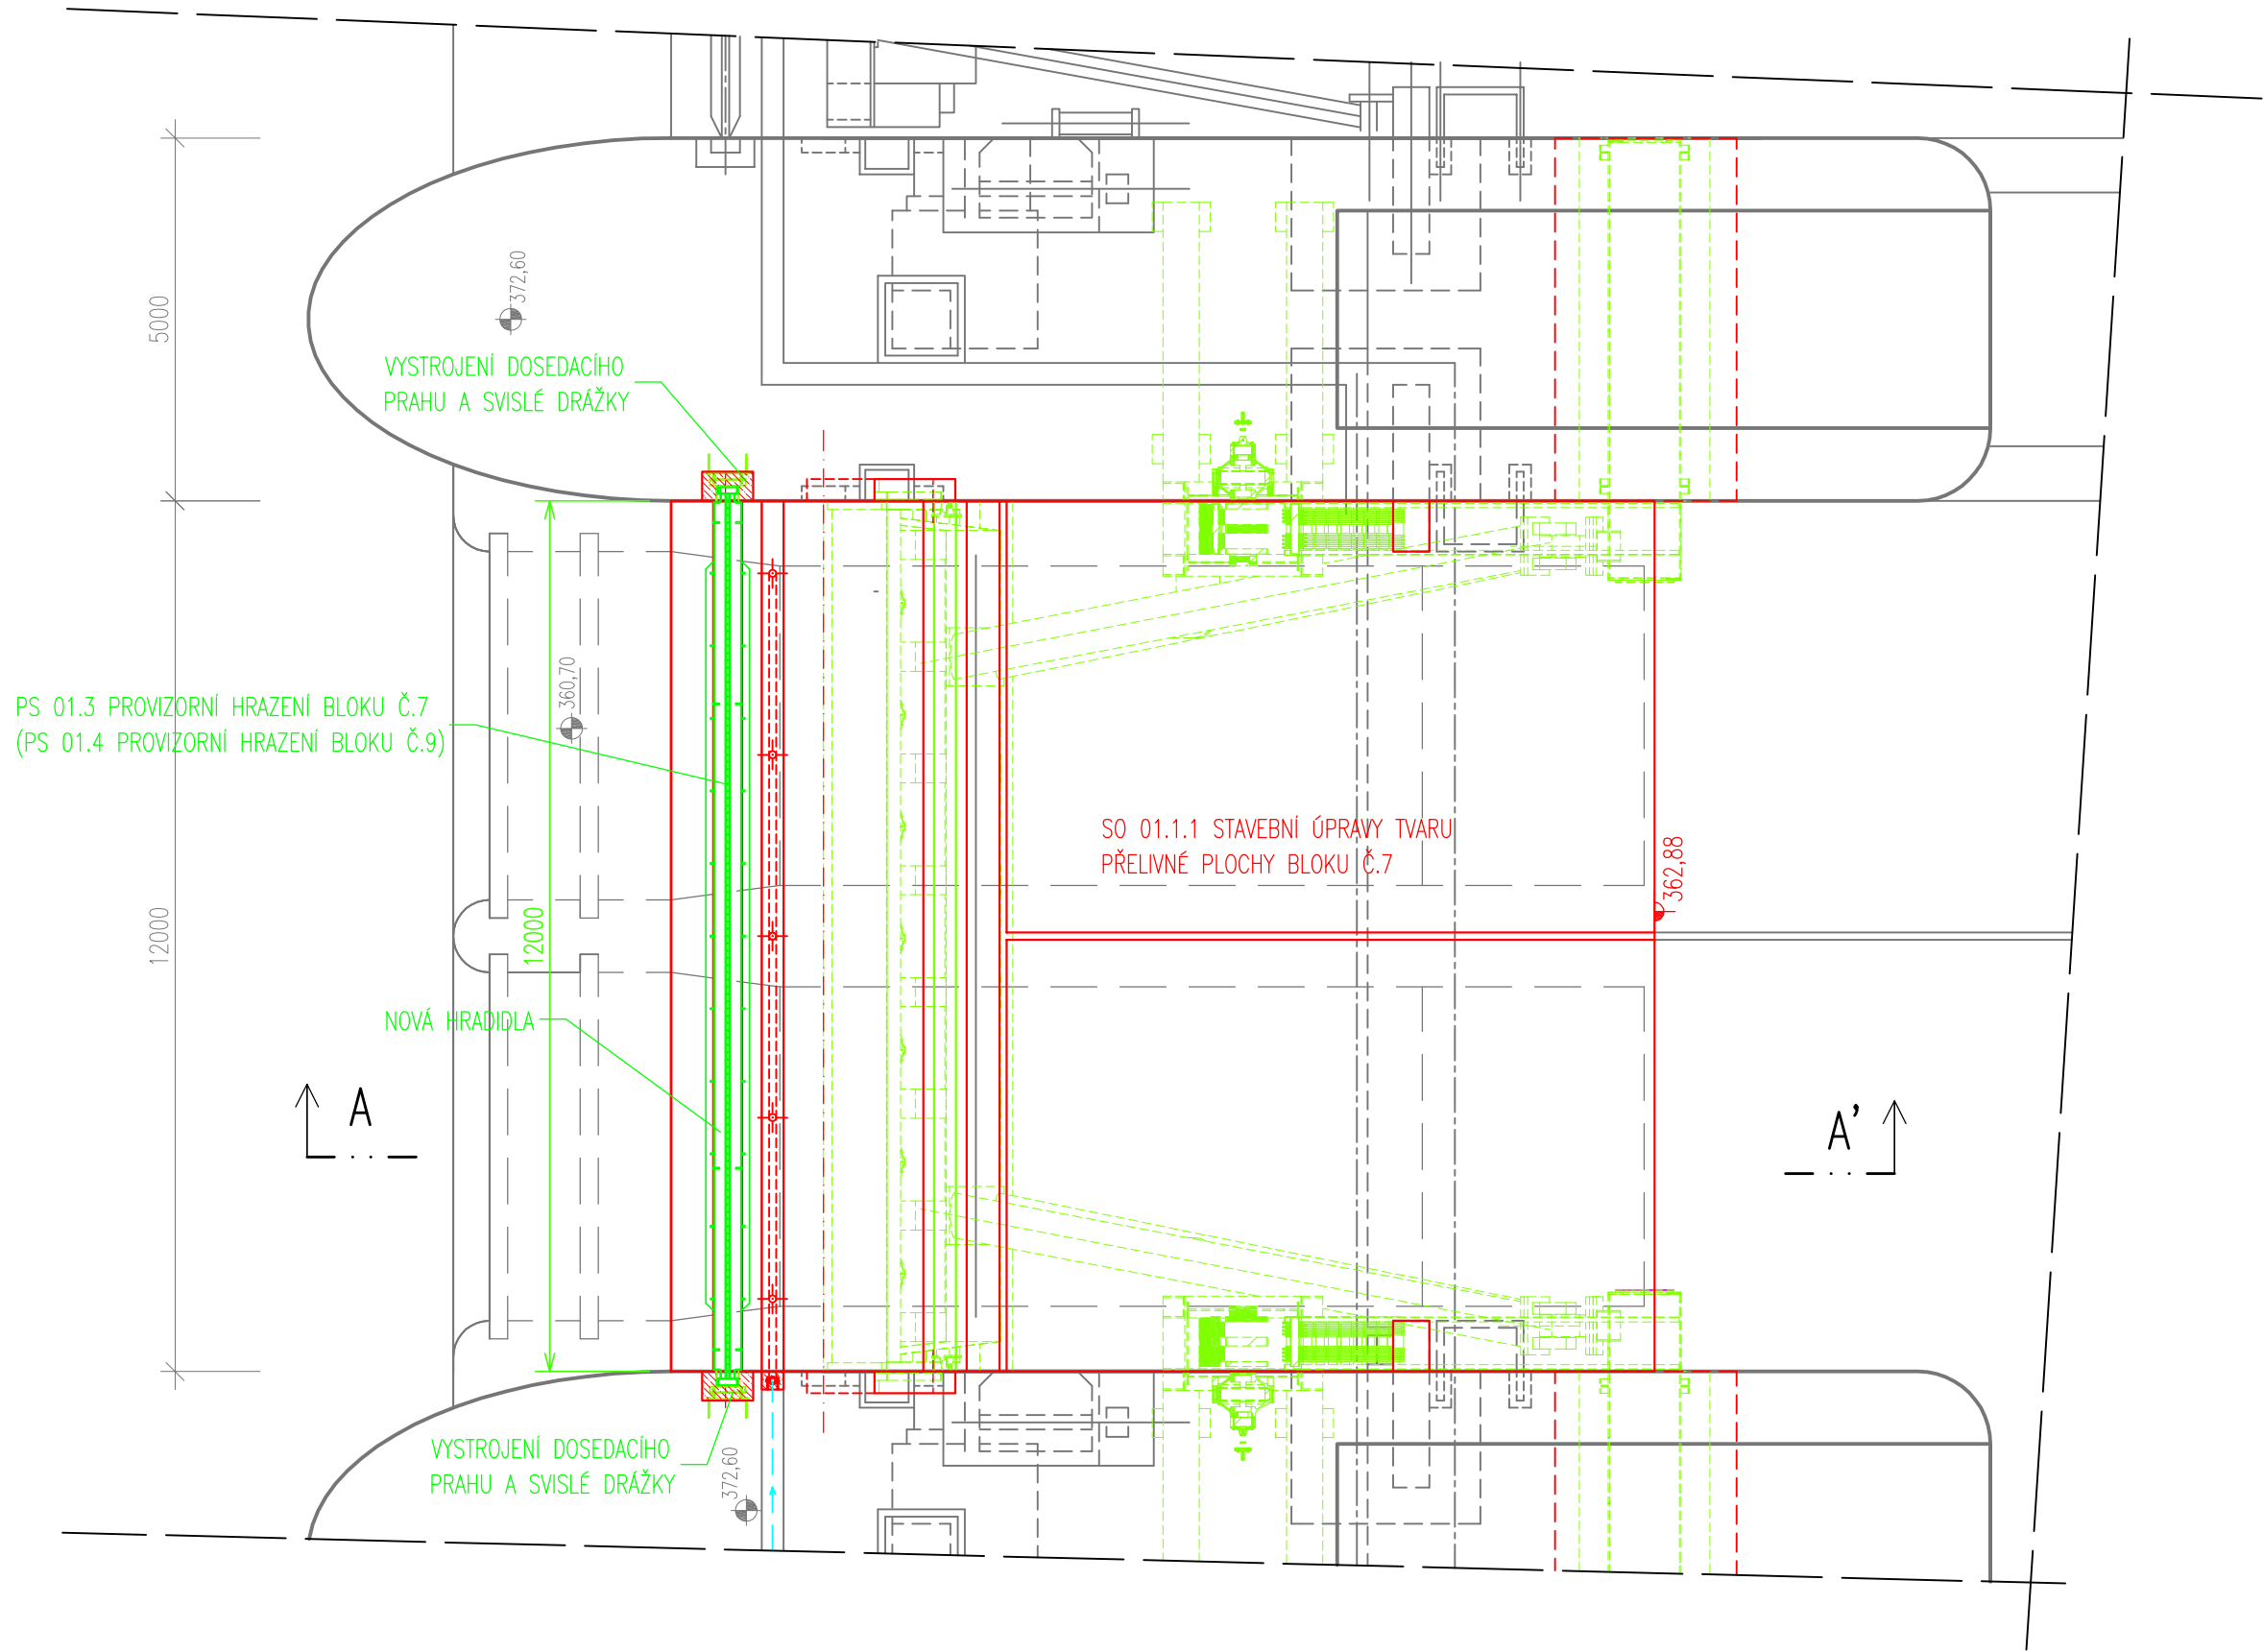 372,60
5000
VYSTROJENÍ DOSEDACÍHO
PRAHU A SVISLÉ DRÁŽKY
360,70
PS 01.3 PROVIZORNÍ HRAZENÍ BLOKU Č.7
(PS 01.4 PROVIZORNÍ HRAZENÍ BLOKU Č.9)
SO 01.1.1 STAVEBNÍ ÚPRAVY TVARU
PŘELIVNÉ PLOCHY BLOKU Č.7
362,88
12000
12000
NOVÁ HRADIDLA
A
A'
VYSTROJENÍ DOSEDACÍHO
PRAHU A SVISLÉ DRÁŽKY
372,60